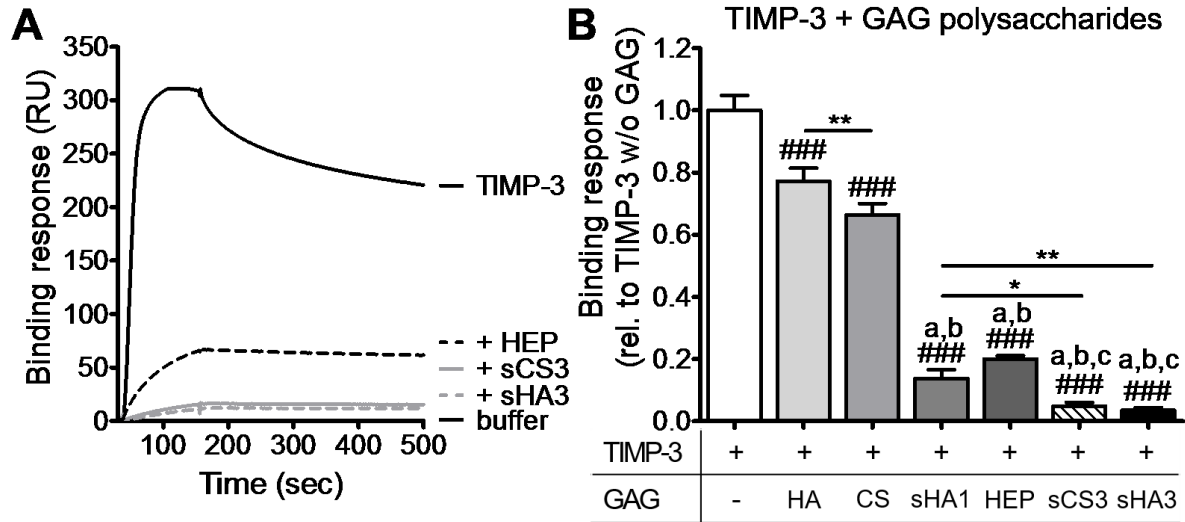 A
Binding response (RU)
350
300
250
200
150
100
50
0
100
200
300
400
500
Time (sec)
TIMP-3
+ HEP
+ sCS3
+ sHA3
buffer
B
TIMP-3 + GAG polysaccharides
Binding response
(rel. to TIMP-3 w/o GAG)
1.2
1.0
0.8
0.6
0.4
0.2
0.0
**
###
###
**
*
a,b
###
a,b
###
a,b,c
###
a,b,c
###
TIMP-3 + + + + + + +
GAG - HA CS sHA1 HEP sCS3 sHA3